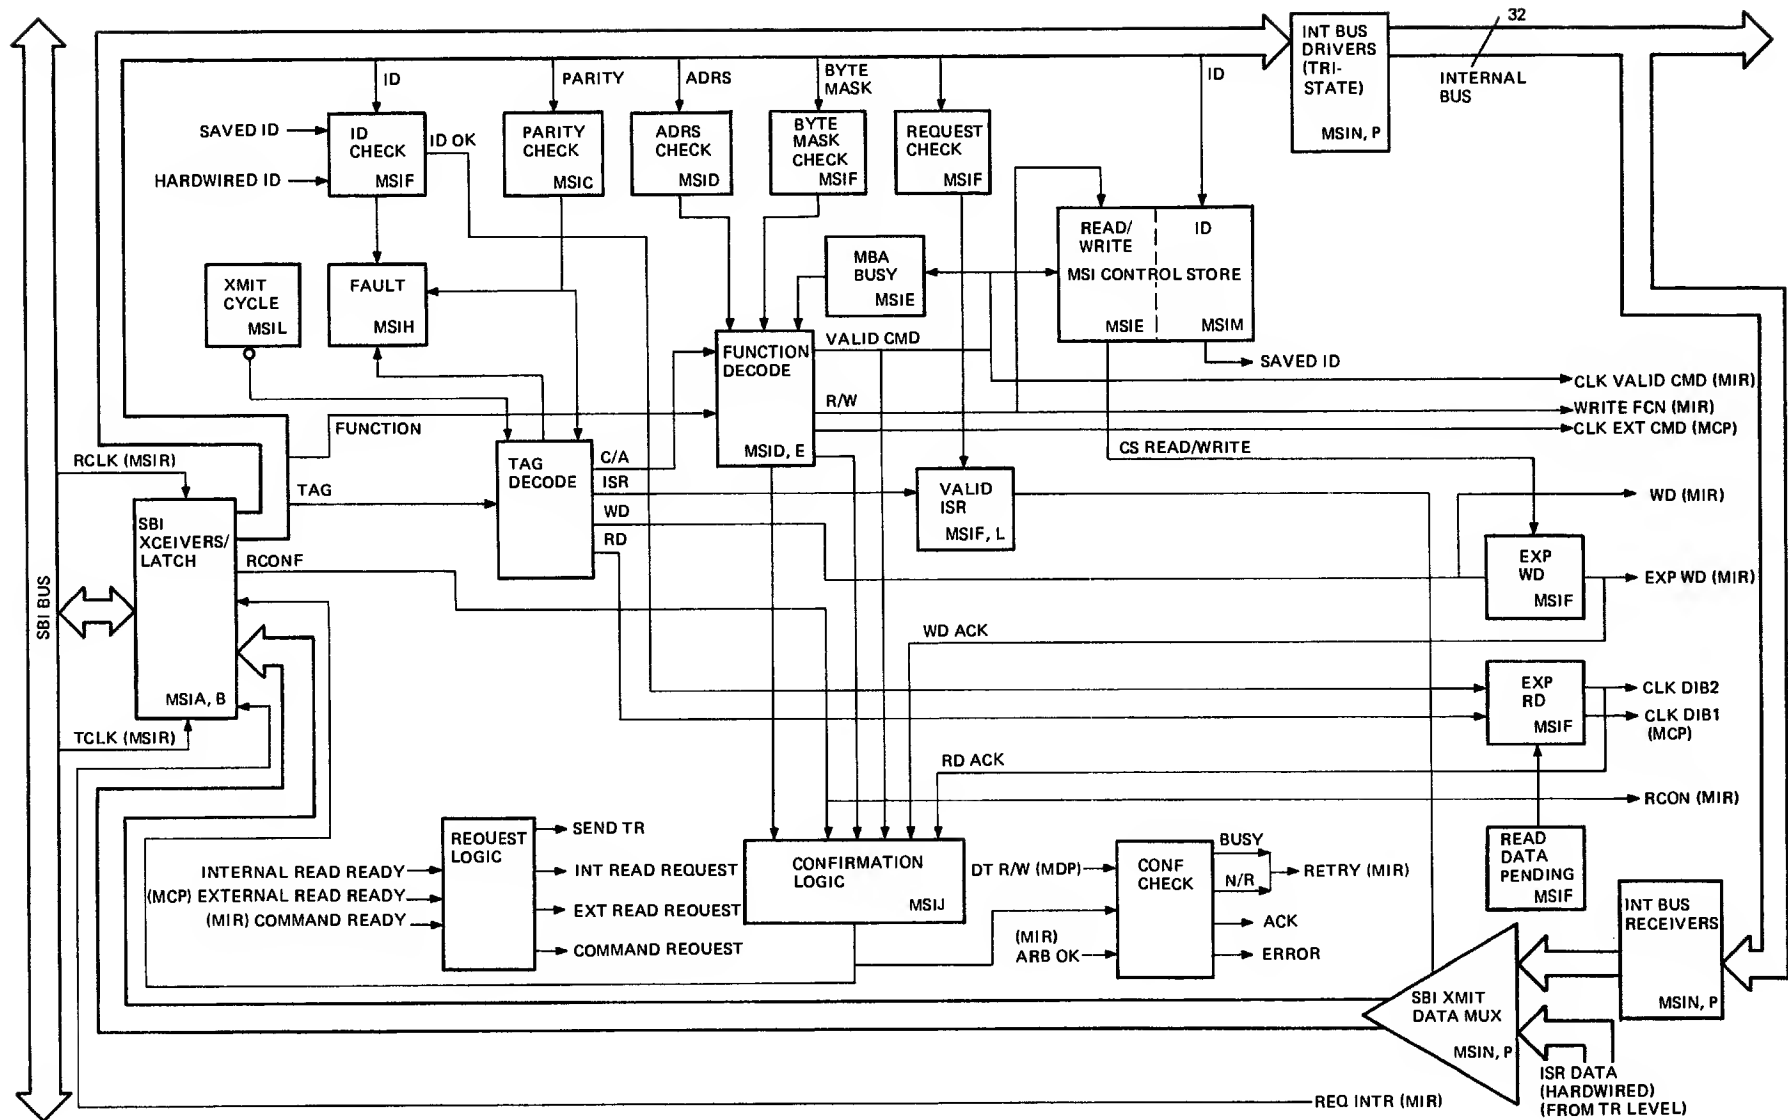 32
INT BUS
DRIVERS
(TRI-
STATE)
MSIN, P
INTERNAL
BUS
ID
PARITY
ADRS
BYTE
MASK
ID
SAVED ID
HARDWIRED ID
ID
CHECK
MSIF
ID OK
PARITY
CHECK
MSIC
ADRS
CHECK
MSID
BYTE
MASK
CHECK
MSIF
REQUEST
CHECK
MSIF
READ/
WRITE
ID
MSI CONTROL STORE
MSIE
MSIM
MBA
BUSY
MSIE
XMIT
CYCLE
MSIL
FAULT
MSIH
FUNCTION
DECODE
MSID, E
VALID CMD
SAVED ID
CLK VALID CMD (MIR)
R/W
WRITE FCN (MIR)
CLK EXT CMD (MCP)
FUNCTION
CS READ/WRITE
RCLK (MSIR)
TAG
TAG
DECODE
C/A
ISR
WD
RD
VALID
ISR
MSIF, L
WD (MIR)
SBI
XCEIVERS/
LATCH
MSIA, B
RCONF
EXP
WD
MSIF
EXP WD (MIR)
SBI BUS
WD ACK
EXP
RD
MSIF
CLK DIB2
CLK DIB1
(MCP)
TCLK (MSIR)
RD ACK
RCON (MIR)
REQUEST
LOGIC
SEND TR
INTERNAL READ READY
INT READ REQUEST
(MCP) EXTERNAL READ READY
EXT READ REQUEST
(MIR) COMMAND READY
COMMAND REQUEST
CONFIRMATION
LOGIC
MSIJ
DT R/W (MDP)
CONF
CHECK
BUSY
N/R
RETRY (MIR)
ACK
ERROR
(MIR)
ARB OK
READ
DATA
PENDING
MSIF
INT BUS
RECEIVERS
MSIN, P
SBI XMIT
DATA MUX
MSIN, P
ISR DATA
(HARDWIRED)
(FROM TR LEVEL)
REQ INTR (MIR)